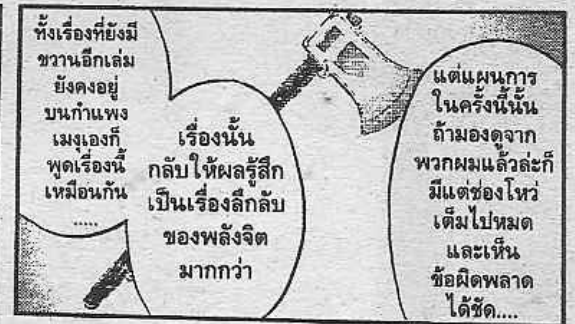 แต่แผนการ
ในครั้งนี้นั้น
ถ้ามองดูจาก
พวกผมแล้วล่ะก็
มีแต่ช่องโหว่
เต็มไปหมด
และเห็น
ข้อผิดพลาด
ได้ชัด....
เรื่องนั้น
กลับให้ผลรู้สึก
เป็นเรื่องลึกลับ
ของพลังจิต
มากกว่า
ทั้งเรื่องที่ยังมี
ขวานอีกเล่ม
ยังคงอยู่
บนกำแพง
เมงุเองก็
พูดเรื่องนี้
เหมือนกัน
.....